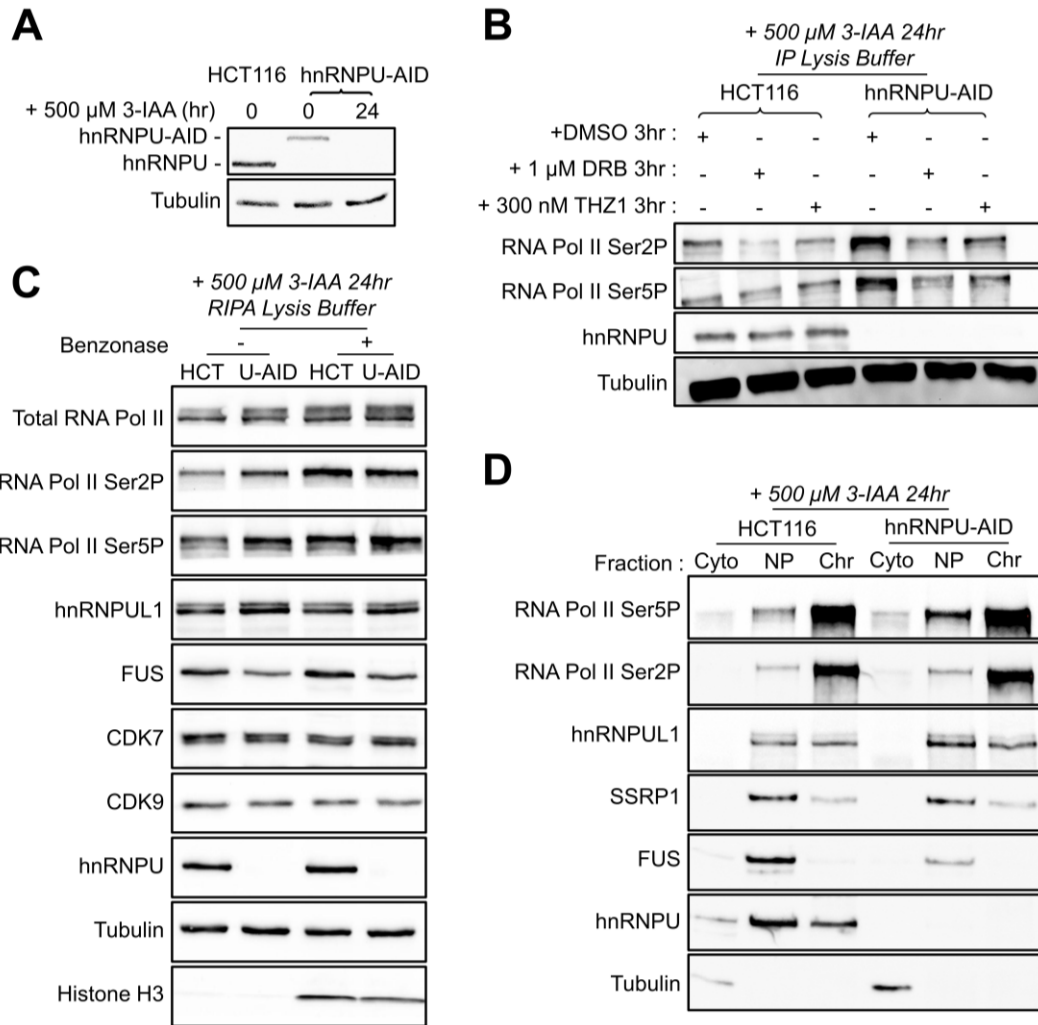 A
HCT116 hnRNPU-AID
+ 500 µM 3-IAA (hr) 0 0 24
hnRNPU-AID -
hnRNPU -
Tubulin
B
+ 500 µM 3-IAA 24hr
IP Lysis Buffer
HCT116 hnRNPU-AID
+DMSO 3hr : + - - + - -
+ 1 µM DRB 3hr : - + - - + -
+ 300 nM THZ1 3hr : - - + - - +
RNA Pol II Ser2P
RNA Pol II Ser5P
hnRNPU
Tubulin
C
+ 500 µM 3-IAA 24hr
RIPA Lysis Buffer
Benzonase - +
HCT U-AID HCT U-AID
Total RNA Pol II
RNA Pol II Ser2P
RNA Pol II Ser5P
hnRNPUL1
FUS
CDK7
CDK9
hnRNPU
Tubulin
Histone H3
D
+ 500 µM 3-IAA 24hr
HCT116 hnRNPU-AID
Fraction : Cyto NP Chr Cyto NP Chr
RNA Pol II Ser5P
RNA Pol II Ser2P
hnRNPUL1
SSRP1
FUS
hnRNPU
Tubulin